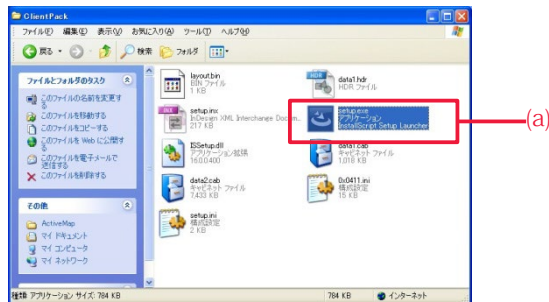 ClientPack
ファイル(F) 編集(E) 表示(V) お気に入り(A) ツール(T) ヘルプ(H)
戻る 検索 フォルダ
ファイルとフォルダのタスク
このファイルの名前を変更する
このファイルを移動する
このファイルをコピーする
このファイルを Web に公開する
このファイルを電子メールで送信する
このファイルを削除する
その他
ActiveMap
マイ ドキュメント
マイ コンピュータ
マイ ネットワーク
layout.bin
BIN ファイル
1 KB
data1.hdr
HDR ファイル
setup.inx
InDesign XML Interchange Docum...
217 KB
setup.exe
アプリケーション
InstallScript Setup Launcher
(a)
ISSetup.dll
アプリケーション拡張
16.0.0.400
data1.cab
キャビネット ファイル
1,018 KB
data2.cab
キャビネット ファイル
7,433 KB
0x0411.ini
構成設定
15 KB
setup.ini
構成設定
2 KB
種類: アプリケーション サイズ: 784 KB
784 KB
インターネット